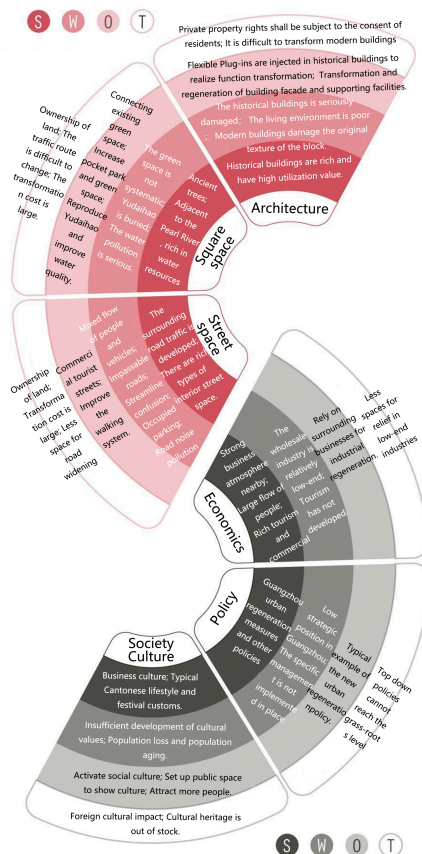 S W O T
Private property rights shall be subject to the consent of
residents; It is difficult to transform modern buildings
Flexible Plug-ins are injected in historical buildings to
realize function transformation; Transformation and
regeneration of building facade and supporting facilities.
The historical buildings is seriously
damaged; The living environment is poor
; Modern buildings damage the original
texture of the block.
Historical buildings are rich and
have high utilization value.
Architecture
Ownership of
land; The
traffic route
is difficult to
change; The
transformatio
n cost is
large.
Connecting
existing
green
space;
Increase
pocket park
and green
space;
Reproduce
Yudaihao
and
improve
water
quality.
The green
space is
not
systematic;
Yudaihao
is buried;
The water
pollution
is serious.
Ancient
trees;
Adjacent
to the
Pearl River
, rich in
water
resources
Square
space
Ownership
of land;
Transforma
tion cost is
large; Less
space for
road
widening
Commerci
al tourist
streets;
Improve
the
walking
system.
Mixed flow
of people
and
vehicles;
Impassable
roads;
Streamline
confusion;
Occupied
parking;
Road noise
pollution
The
surrounding
road traffic is
developed;
There are rich
types of
interior street
space.
Street
space
Economics
Strong
business
atmosphere
nearby;
Large flow of
people;
Rich tourism
and
commercial
The
wholesale
industry is
relatively
low-end;
Tourism
has not
developed.
Rely on
surrounding
businesses for
industrial
regeneration.
Less
spaces for
relief in
low-end
industries
Policy
Guangzhou
urban
regeneration
measures
and other
policies
Low
strategic
position in
Guangzhou;
The specific
managemen
t is not
implemente
d in place.
Typical
example of
the new
urban
regeneratio
npolicy.
Top down
policies
cannot
reach the
grass-root
s level
Society
Culture
Business culture; Typical
Cantonese lifestyle and
festival customs.
Insufficient development of cultural
values; Population loss and population
aging.
Activate social culture; Set up public space
to show culture; Attract more people.
Foreign cultural impact; Cultural heritage is
out of stock.
S W O T